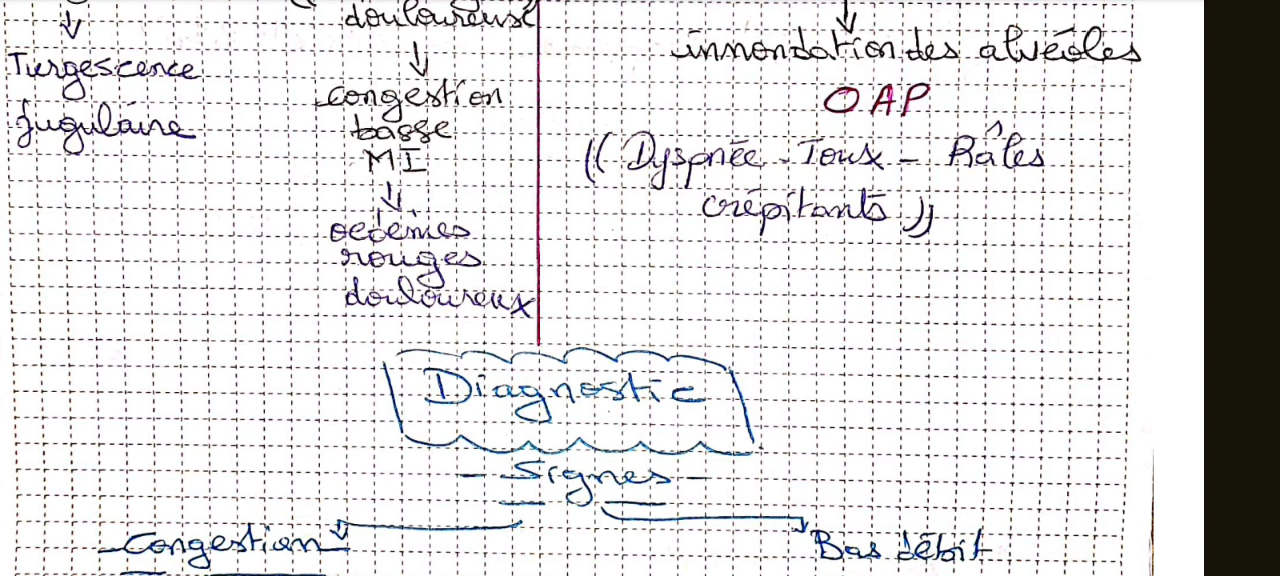 douloureuse
↓
Turgescence
jugulaire
↓
congestion
basse
MI
↓
oedèmies
rouges
douloureux
↓
innondation des alvéoles
OAP
(( Dyspnée - Toux - Râles
crépitants ))
Diagnostic
- Signes -
- Congestion
Bas débit